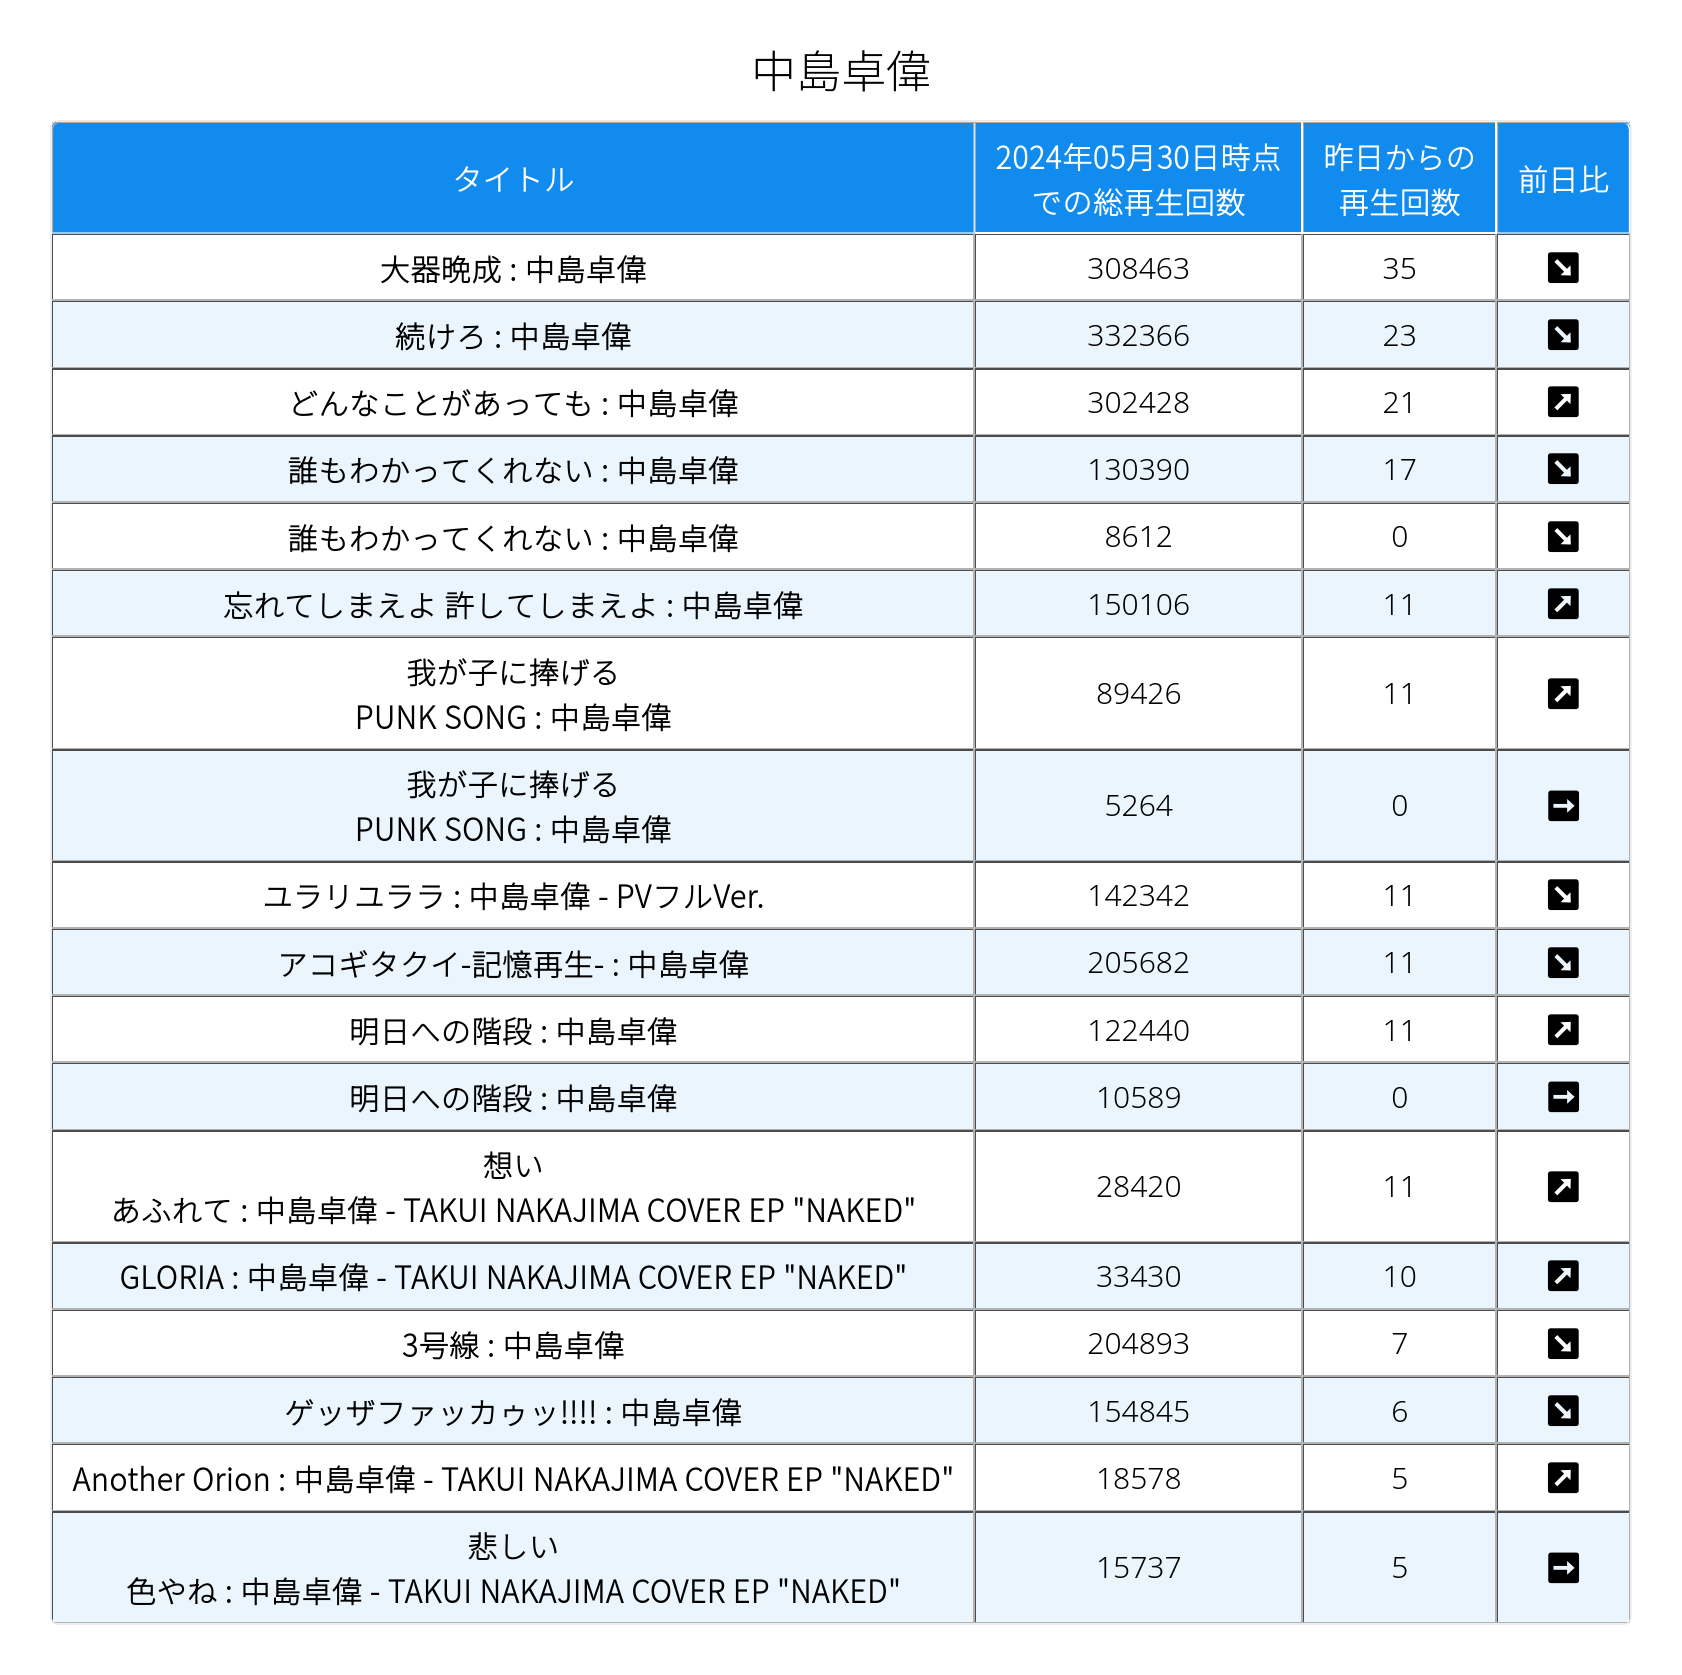 中島卓偉
タイトル
2024年05月30日時点
での総再生回数
昨日からの
再生回数
前日比
大器晩成 : 中島卓偉 308463 35
続けろ : 中島卓偉 332366 23
どんなことがあっても : 中島卓偉 302428 21
誰もわかってくれない : 中島卓偉 130390 17
誰もわかってくれない : 中島卓偉 8612 0
忘れてしまえよ 許してしまえよ : 中島卓偉 150106 11
我が子に捧げる
PUNK SONG : 中島卓偉 89426 11
我が子に捧げる
PUNK SONG : 中島卓偉 5264 0
ユラリユララ : 中島卓偉 - PVフルVer. 142342 11
アコギタクイ-記憶再生- : 中島卓偉 205682 11
明日への階段 : 中島卓偉 122440 11
明日への階段 : 中島卓偉 10589 0
想い
あふれて : 中島卓偉 - TAKUI NAKAJIMA COVER EP "NAKED" 28420 11
GLORIA : 中島卓偉 - TAKUI NAKAJIMA COVER EP "NAKED" 33430 10
3号線 : 中島卓偉 204893 7
ゲッザファッカゥッ!!!! : 中島卓偉 154845 6
Another Orion : 中島卓偉 - TAKUI NAKAJIMA COVER EP "NAKED" 18578 5
悲しい
色やね : 中島卓偉 - TAKUI NAKAJIMA COVER EP "NAKED" 15737 5